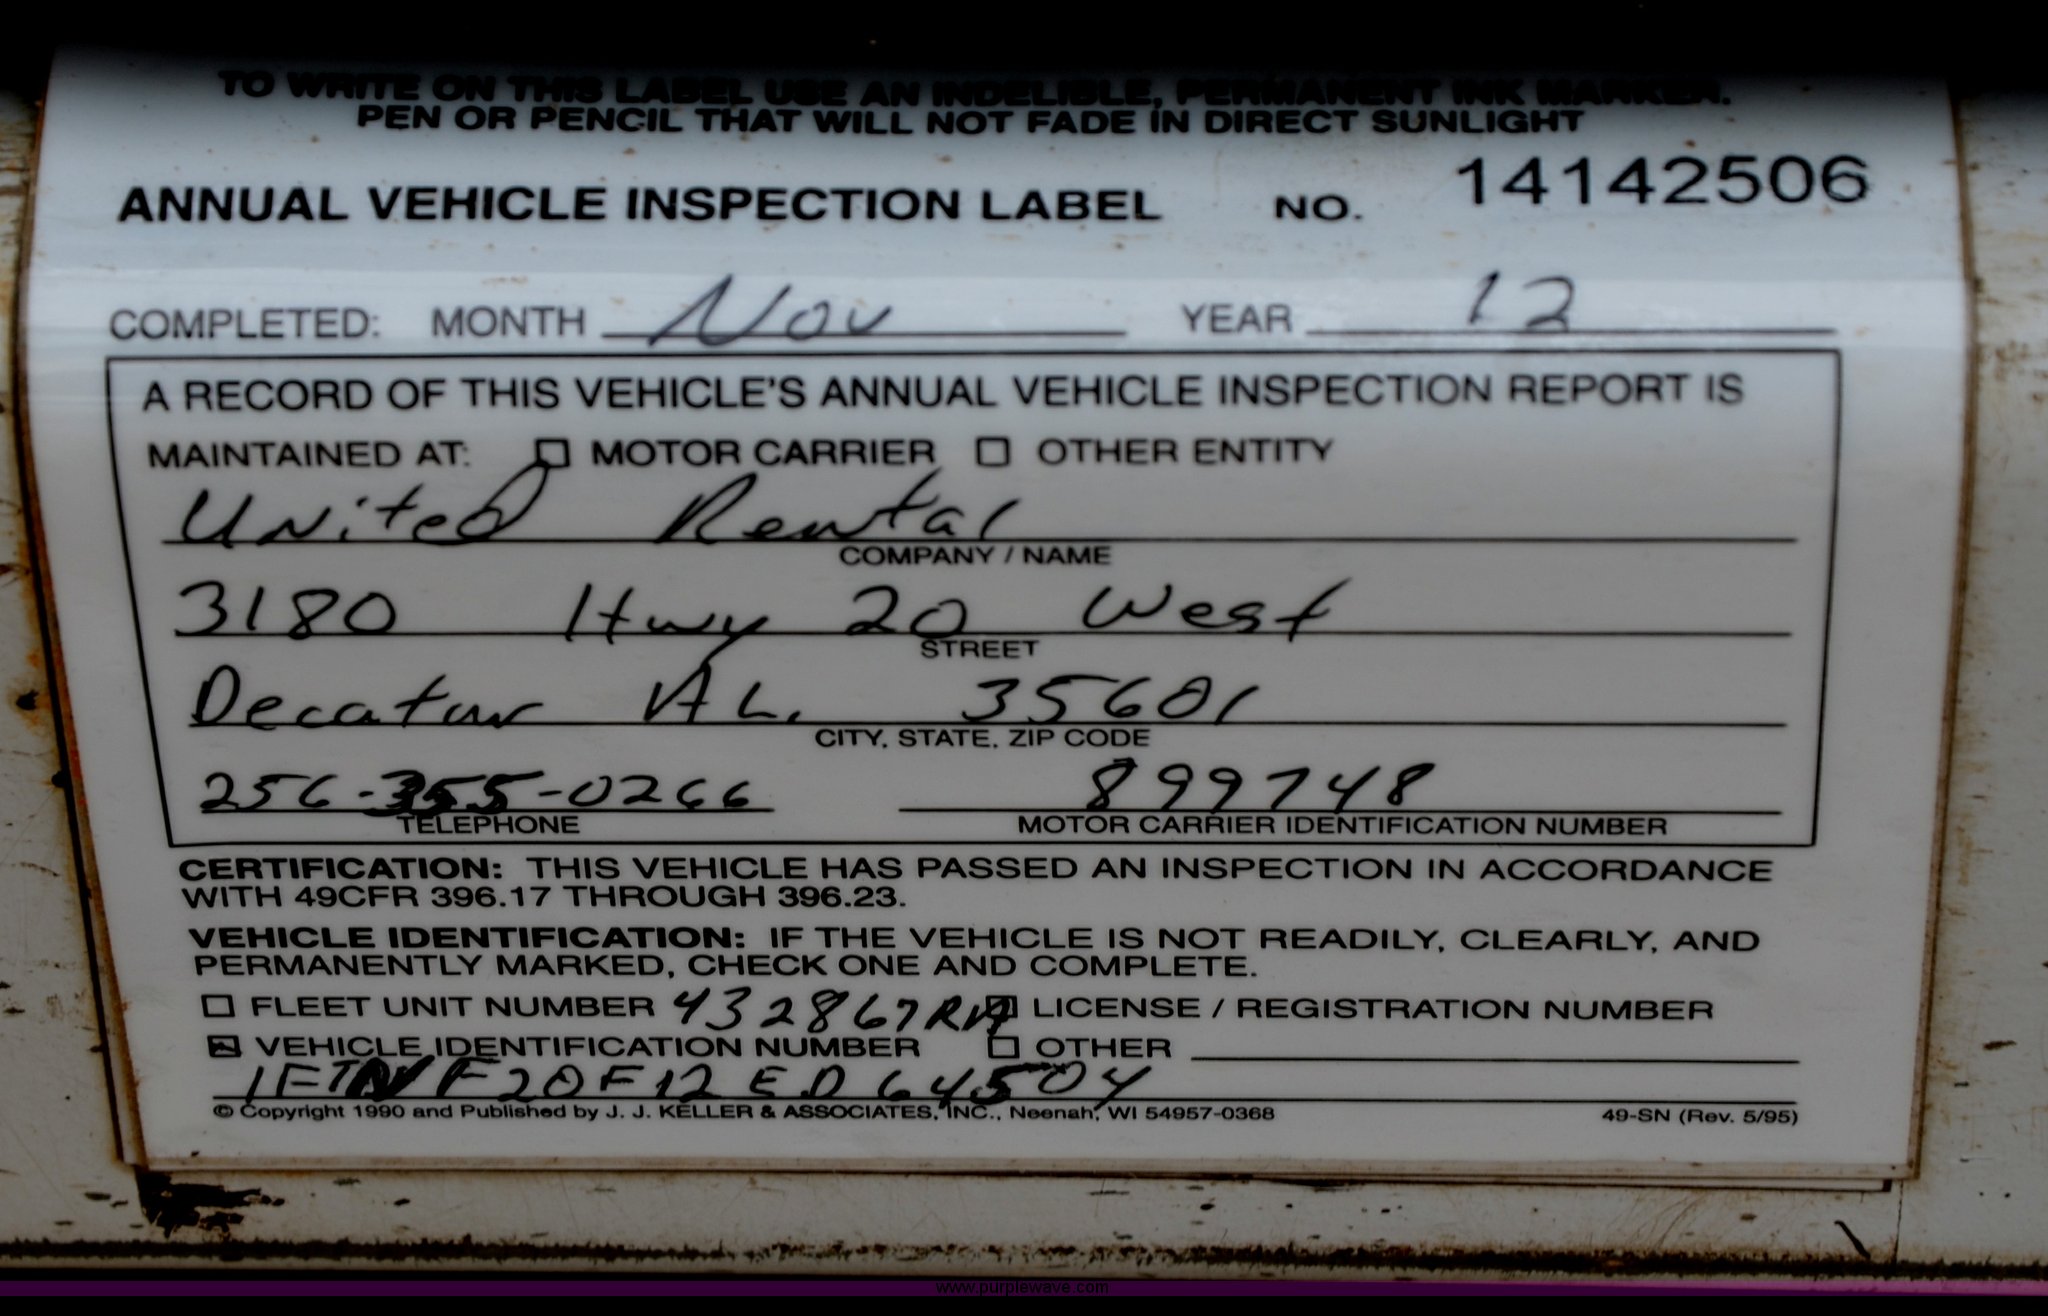 TO WRITE ON THIS LABEL USE AN INDELIBLE, PERMANENT INK MARKER.
PEN OR PENCIL THAT WILL NOT FADE IN DIRECT SUNLIGHT
ANNUAL VEHICLE INSPECTION LABEL NO. 14142506
COMPLETED: MONTH Nov YEAR 12
A RECORD OF THIS VEHICLE'S ANNUAL VEHICLE INSPECTION REPORT IS
MAINTAINED AT: MOTOR CARRIER OTHER ENTITY
United Rental
COMPANY / NAME
3180 Hwy 20 West
STREET
Decatur AL. 35601
CITY, STATE, ZIP CODE
256-355-0266 899748
TELEPHONE MOTOR CARRIER IDENTIFICATION NUMBER
CERTIFICATION: THIS VEHICLE HAS PASSED AN INSPECTION IN ACCORDANCE
WITH 49CFR 396.17 THROUGH 396.23.
VEHICLE IDENTIFICATION: IF THE VEHICLE IS NOT READILY, CLEARLY, AND
PERMANENTLY MARKED, CHECK ONE AND COMPLETE.
FLEET UNIT NUMBER 432867 LICENSE / REGISTRATION NUMBER
VEHICLE IDENTIFICATION NUMBER OTHER
© Copyright 1990 and Published by J. J. KELLER & ASSOCIATES, INC., Neenah, WI 54957-0368 49-SN (Rev. 5/95)
www.purplewave.com